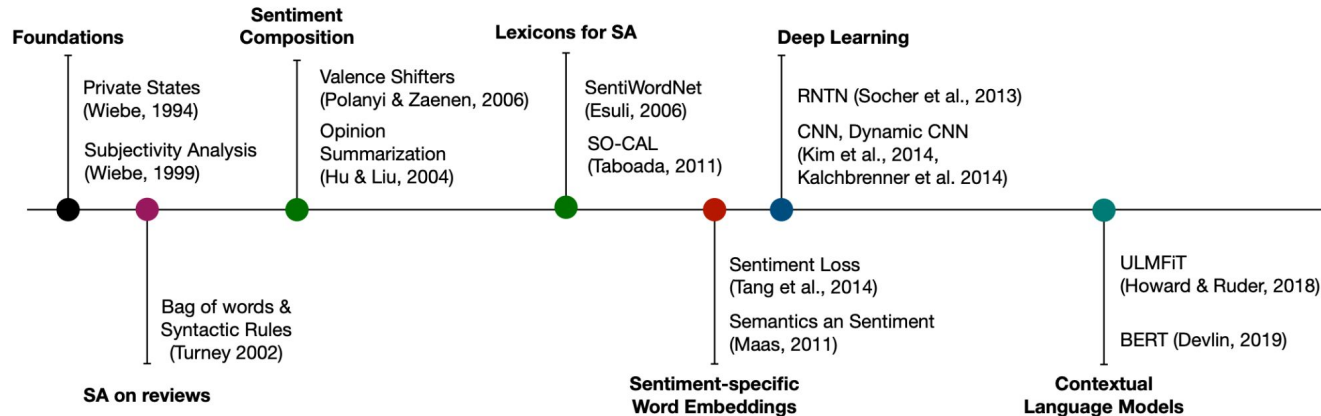 Foundations
Private States
(Wiebe, 1994)
Subjectivity Analysis
(Wiebe, 1999)
Bag of words &
Syntactic Rules
(Turney 2002)
SA on reviews
Sentiment
Composition
Valence Shifters
(Polanyi & Zaenen, 2006)
Opinion
Summarization
(Hu & Liu, 2004)
Lexicons for SA
SentiWordNet
(Esuli, 2006)
SO-CAL
(Taboada, 2011)
Sentiment Loss
(Tang et al., 2014)
Semantics an Sentiment
(Maas, 2011)
Sentiment-specific
Word Embeddings
Deep Learning
RNTN (Socher et al., 2013)
CNN, Dynamic CNN
(Kim et al., 2014,
Kalchbrenner et al. 2014)
ULMFiT
(Howard & Ruder, 2018)
BERT (Devlin, 2019)
Contextual
Language Models